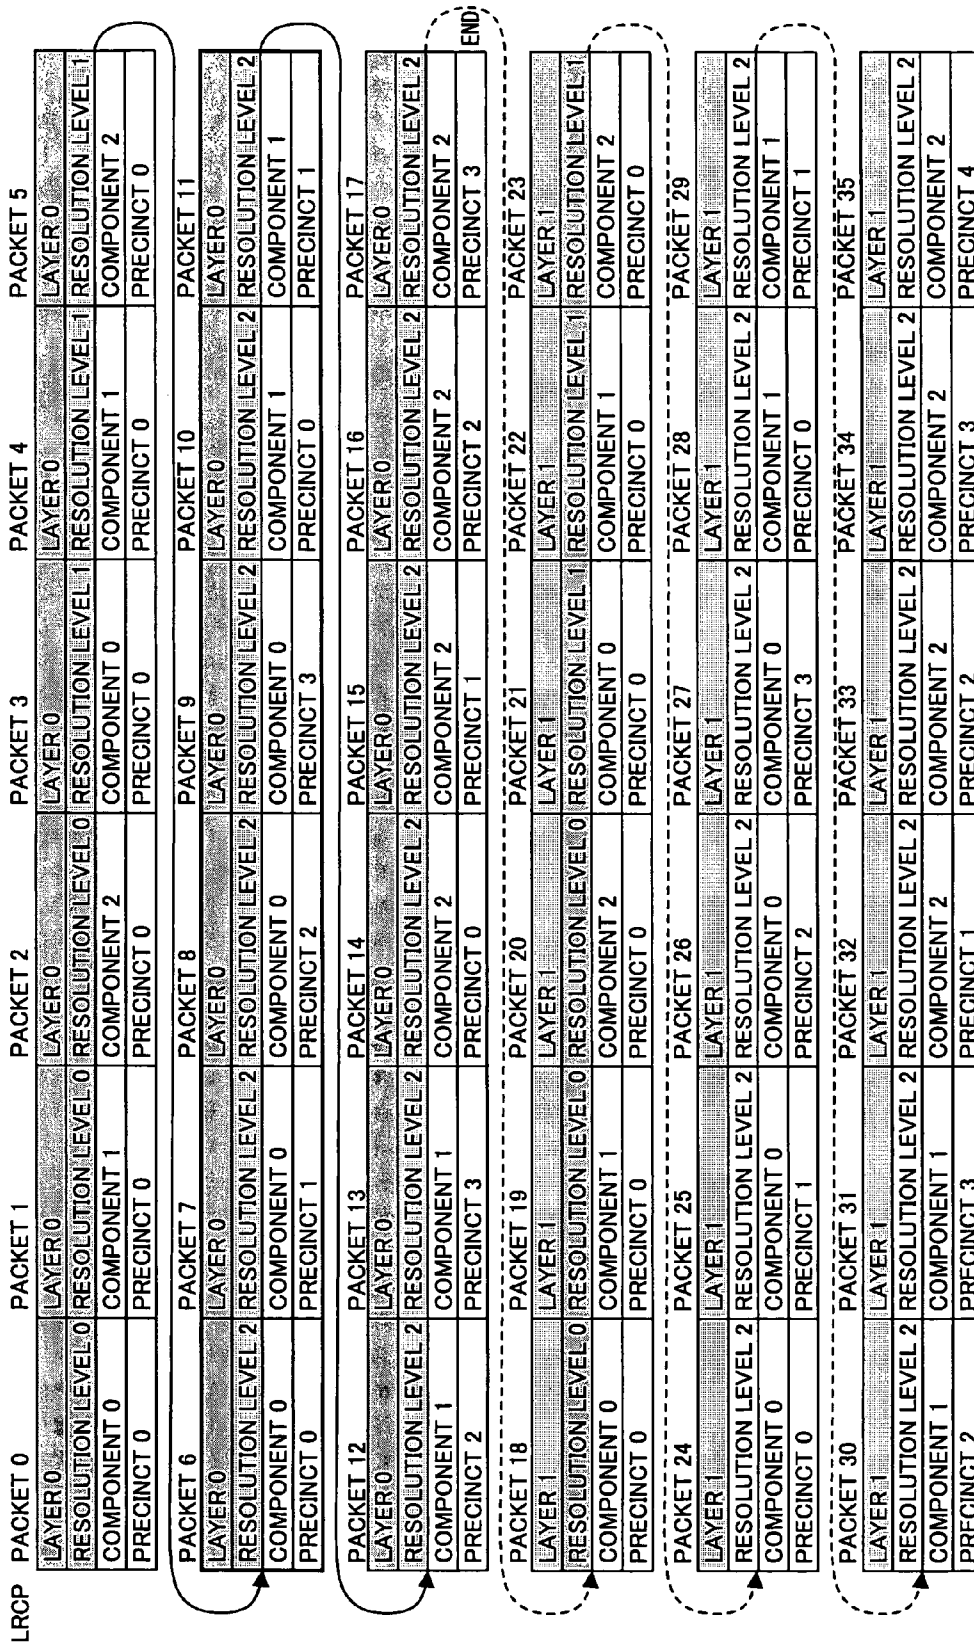 LRCP PACKET 0 PACKET 1 PACKET 2 PACKET 3 PACKET 4 PACKET 5
LAYER 0 LAYER 0 LAYER 0 LAYER 0 LAYER 0 LAYER 0
RESOLUTION LEVEL 0 RESOLUTION LEVEL 0 RESOLUTION LEVEL 0 RESOLUTION LEVEL 1 RESOLUTION LEVEL 1 RESOLUTION LEVEL 1
COMPONENT 0 COMPONENT 1 COMPONENT 2 COMPONENT 0 COMPONENT 1 COMPONENT 2
PRECINCT 0 PRECINCT 0 PRECINCT 0 PRECINCT 0 PRECINCT 0 PRECINCT 0
PACKET 6 PACKET 7 PACKET 8 PACKET 9 PACKET 10 PACKET 11
LAYER 0 LAYER 0 LAYER 0 LAYER 0 LAYER 0 LAYER 0
RESOLUTION LEVEL 2 RESOLUTION LEVEL 2 RESOLUTION LEVEL 2 RESOLUTION LEVEL 2 RESOLUTION LEVEL 2 RESOLUTION LEVEL 2
COMPONENT 0 COMPONENT 0 COMPONENT 0 COMPONENT 0 COMPONENT 1 COMPONENT 1
PRECINCT 0 PRECINCT 1 PRECINCT 2 PRECINCT 3 PRECINCT 0 PRECINCT 1
PACKET 12 PACKET 13 PACKET 14 PACKET 15 PACKET 16 PACKET 17
LAYER 0 LAYER 0 LAYER 0 LAYER 0 LAYER 0 LAYER 0
RESOLUTION LEVEL 2 RESOLUTION LEVEL 2 RESOLUTION LEVEL 2 RESOLUTION LEVEL 2 RESOLUTION LEVEL 2 RESOLUTION LEVEL 2
COMPONENT 1 COMPONENT 1 COMPONENT 2 COMPONENT 2 COMPONENT 2 COMPONENT 2
PRECINCT 2 PRECINCT 3 PRECINCT 0 PRECINCT 1 PRECINCT 2 PRECINCT 3 END
PACKET 18 PACKET 19 PACKET 20 PACKET 21 PACKET 22 PACKET 23
LAYER 1 LAYER 1 LAYER 1 LAYER 1 LAYER 1 LAYER 1
RESOLUTION LEVEL 0 RESOLUTION LEVEL 0 RESOLUTION LEVEL 0 RESOLUTION LEVEL 1 RESOLUTION LEVEL 1 RESOLUTION LEVEL 1
COMPONENT 0 COMPONENT 1 COMPONENT 2 COMPONENT 0 COMPONENT 1 COMPONENT 2
PRECINCT 0 PRECINCT 0 PRECINCT 0 PRECINCT 0 PRECINCT 0 PRECINCT 0
PACKET 24 PACKET 25 PACKET 26 PACKET 27 PACKET 28 PACKET 29
LAYER 1 LAYER 1 LAYER 1 LAYER 1 LAYER 1 LAYER 1
RESOLUTION LEVEL 2 RESOLUTION LEVEL 2 RESOLUTION LEVEL 2 RESOLUTION LEVEL 2 RESOLUTION LEVEL 2 RESOLUTION LEVEL 2
COMPONENT 0 COMPONENT 0 COMPONENT 0 COMPONENT 0 COMPONENT 1 COMPONENT 1
PRECINCT 0 PRECINCT 1 PRECINCT 2 PRECINCT 3 PRECINCT 0 PRECINCT 1
PACKET 30 PACKET 31 PACKET 32 PACKET 33 PACKET 34 PACKET 35
LAYER 1 LAYER 1 LAYER 1 LAYER 1 LAYER 1 LAYER 1
RESOLUTION LEVEL 2 RESOLUTION LEVEL 2 RESOLUTION LEVEL 2 RESOLUTION LEVEL 2 RESOLUTION LEVEL 2 RESOLUTION LEVEL 2
COMPONENT 1 COMPONENT 1 COMPONENT 2 COMPONENT 2 COMPONENT 2 COMPONENT 2
PRECINCT 2 PRECINCT 3 PRECINCT 1 PRECINCT 2 PRECINCT 3 PRECINCT 4